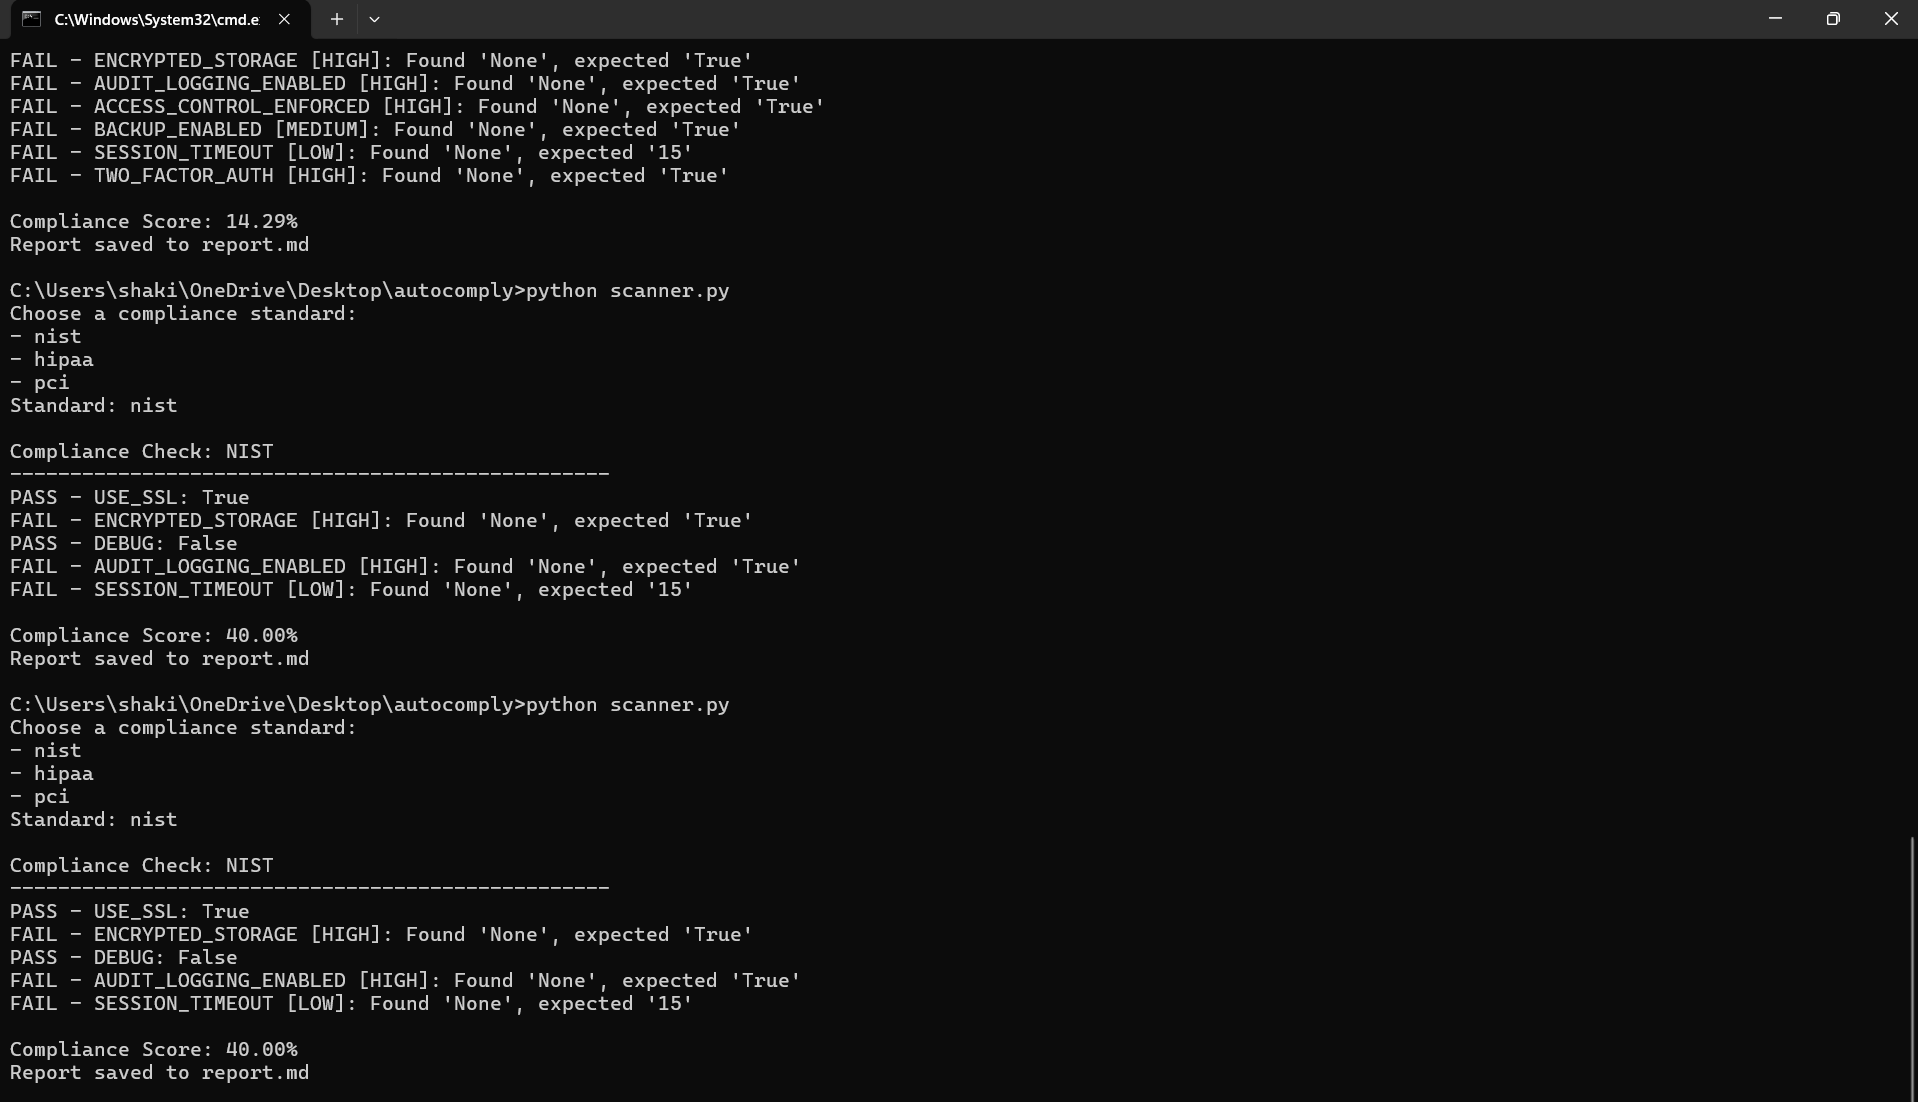 C:\Windows\System32\cmd.e
FAIL - ENCRYPTED_STORAGE [HIGH]: Found 'None', expected 'True'
FAIL - AUDIT_LOGGING_ENABLED [HIGH]: Found 'None', expected 'True'
FAIL - ACCESS_CONTROL_ENFORCED [HIGH]: Found 'None', expected 'True'
FAIL - BACKUP_ENABLED [MEDIUM]: Found 'None', expected 'True'
FAIL - SESSION_TIMEOUT [LOW]: Found 'None', expected '15'
FAIL - TWO_FACTOR_AUTH [HIGH]: Found 'None', expected 'True'
Compliance Score: 14.29%
Report saved to report.md
C:\Users\shaki\OneDrive\Desktop\autocomply>python scanner.py
Choose a compliance standard:
- nist
- hipaa
- pci
Standard: nist
Compliance Check: NIST
--------------------------------------------------
PASS - USE_SSL: True
FAIL - ENCRYPTED_STORAGE [HIGH]: Found 'None', expected 'True'
PASS - DEBUG: False
FAIL - AUDIT_LOGGING_ENABLED [HIGH]: Found 'None', expected 'True'
FAIL - SESSION_TIMEOUT [LOW]: Found 'None', expected '15'
Compliance Score: 40.00%
Report saved to report.md
C:\Users\shaki\OneDrive\Desktop\autocomply>python scanner.py
Choose a compliance standard:
- nist
- hipaa
- pci
Standard: nist
Compliance Check: NIST
--------------------------------------------------
PASS - USE_SSL: True
FAIL - ENCRYPTED_STORAGE [HIGH]: Found 'None', expected 'True'
PASS - DEBUG: False
FAIL - AUDIT_LOGGING_ENABLED [HIGH]: Found 'None', expected 'True'
FAIL - SESSION_TIMEOUT [LOW]: Found 'None', expected '15'
Compliance Score: 40.00%
Report saved to report.md